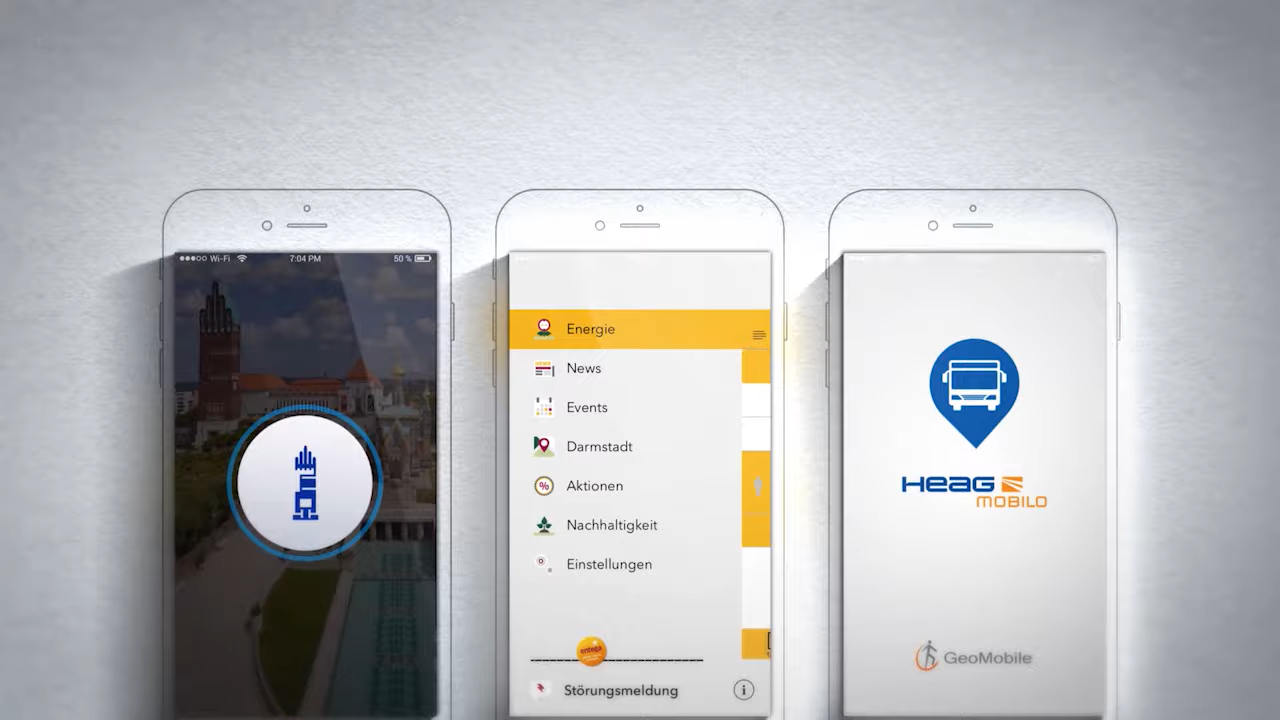 Wi-Fi 7:04 PM 50 %
Energie
News
Events
Darmstadt
Aktionen
Nachhaltigkeit
Einstellungen
entega
Störungsmeldung
HEAG
MOBILO
GeoMobile